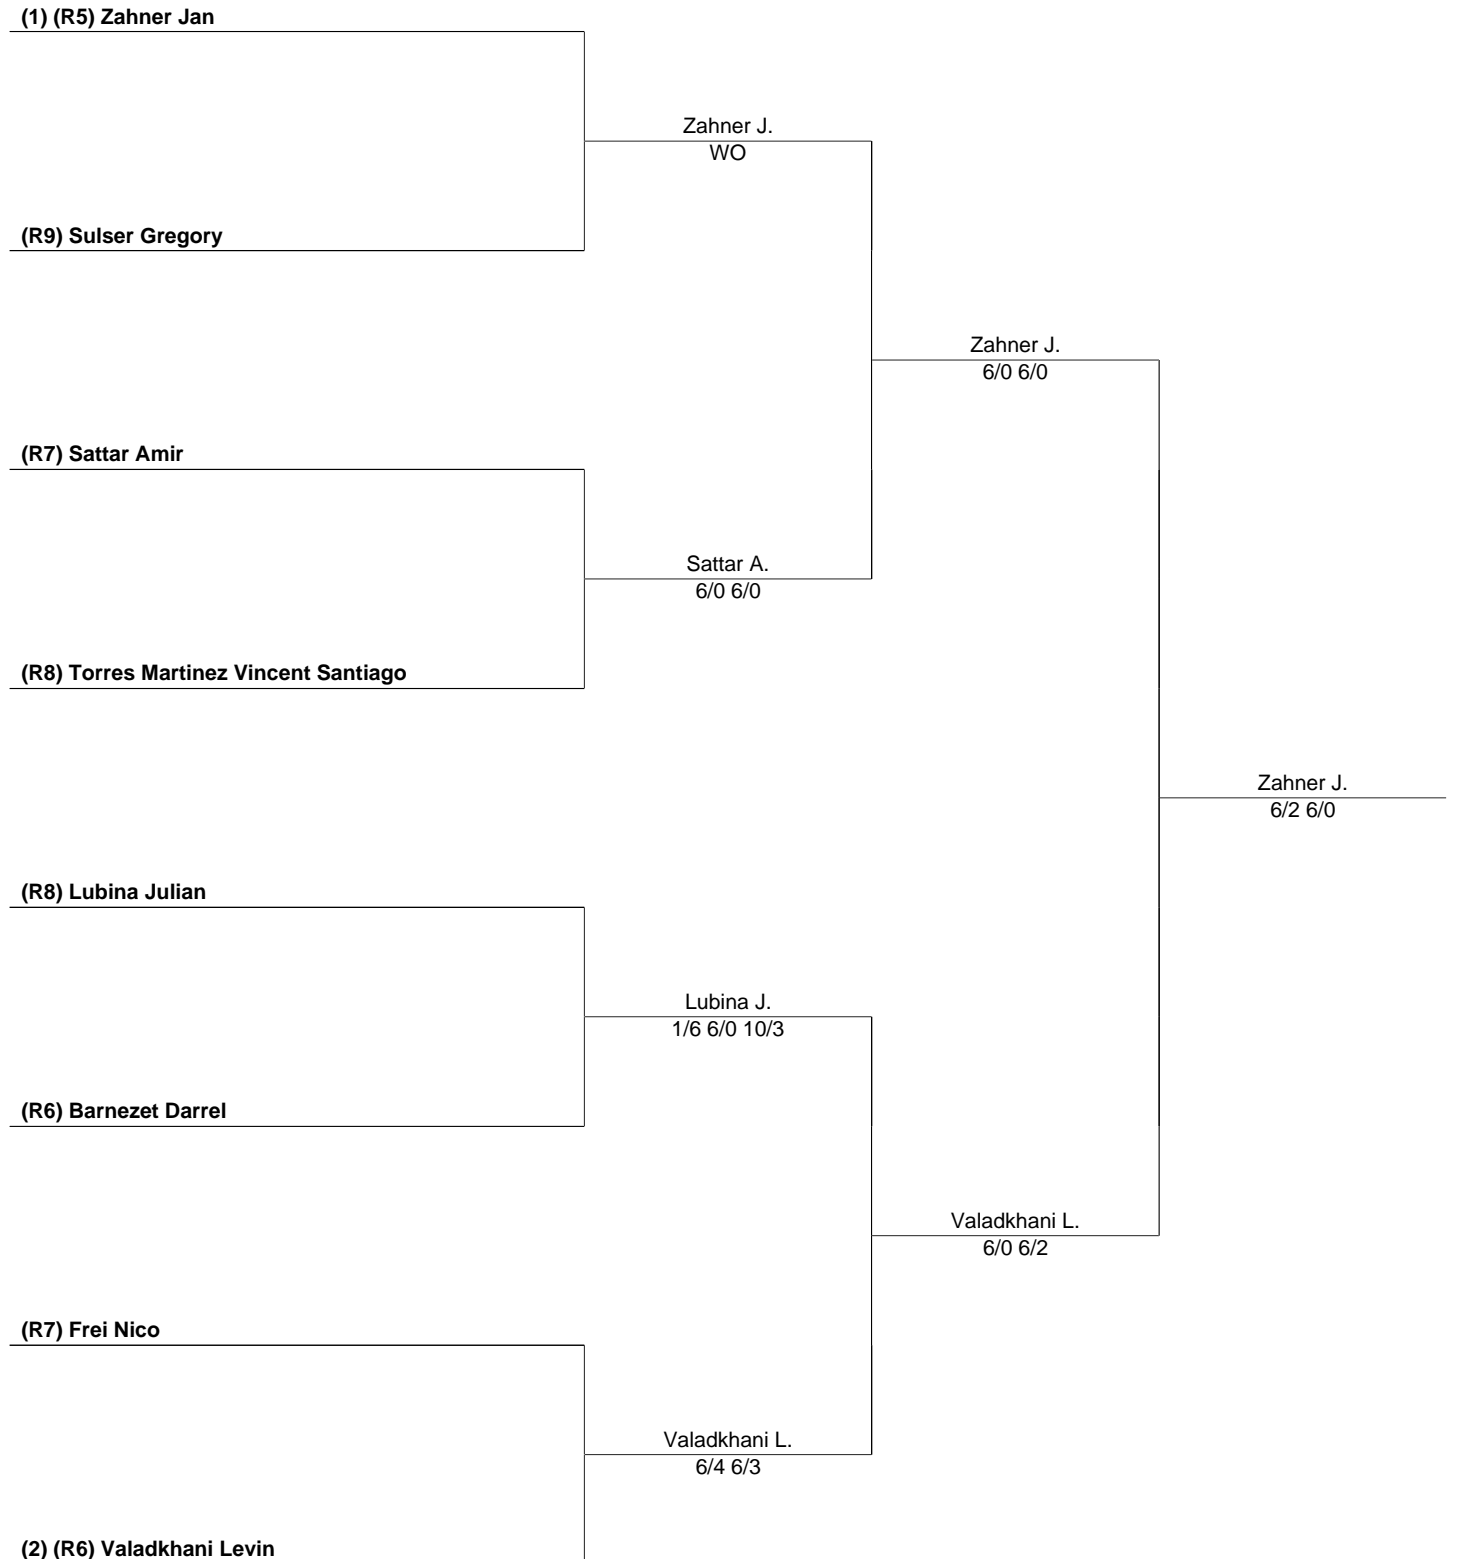 (1) (R5) Zahner Jan
Zahner J.
WO
(R9) Sulser Gregory
Zahner J.
6/0 6/0
(R7) Sattar Amir
Sattar A.
6/0 6/0
(R8) Torres Martinez Vincent Santiago
Zahner J.
6/2 6/0
(R8) Lubina Julian
Lubina J.
1/6 6/0 10/3
(R6) Barnezet Darrel
Valadkhani L.
6/0 6/2
(R7) Frei Nico
Valadkhani L.
6/4 6/3
(2) (R6) Valadkhani Levin